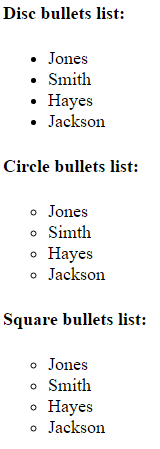 Disc bullets list:
• Jones
• Smith
• Hayes
• Jackson
Circle bullets list:
◦ Jones
◦ Simth
◦ Hayes
◦ Jackson
Square bullets list:
◦ Jones
◦ Smith
◦ Hayes
◦ Jackson